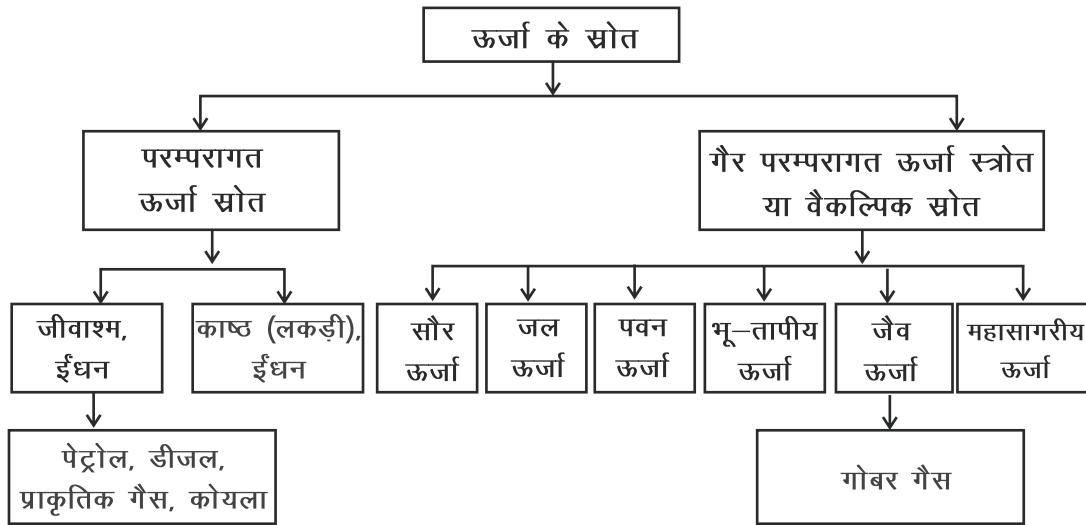 ऊर्जा के स्रोत
परम्परागत
ऊर्जा स्रोत
गैर परम्परागत ऊर्जा स्त्रोत
या वैकल्पिक स्रोत
जीवाश्म,
ईंधन
काष्ठ (लकड़ी),
ईंधन
सौर
ऊर्जा
जल
ऊर्जा
पवन
ऊर्जा
भू–तापीय
ऊर्जा
जैव
ऊर्जा
महासागरीय
ऊर्जा
पेट्रोल, डीजल,
प्राकृतिक गैस, कोयला
गोबर गैस